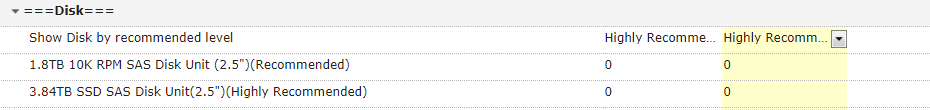 ===Disk===
Show Disk by recommended level Highly Recomme... Highly Recomm...
1.8TB 10K RPM SAS Disk Unit (2.5")(Recommended) 0 0
3.84TB SSD SAS Disk Unit(2.5")(Highly Recommended) 0 0